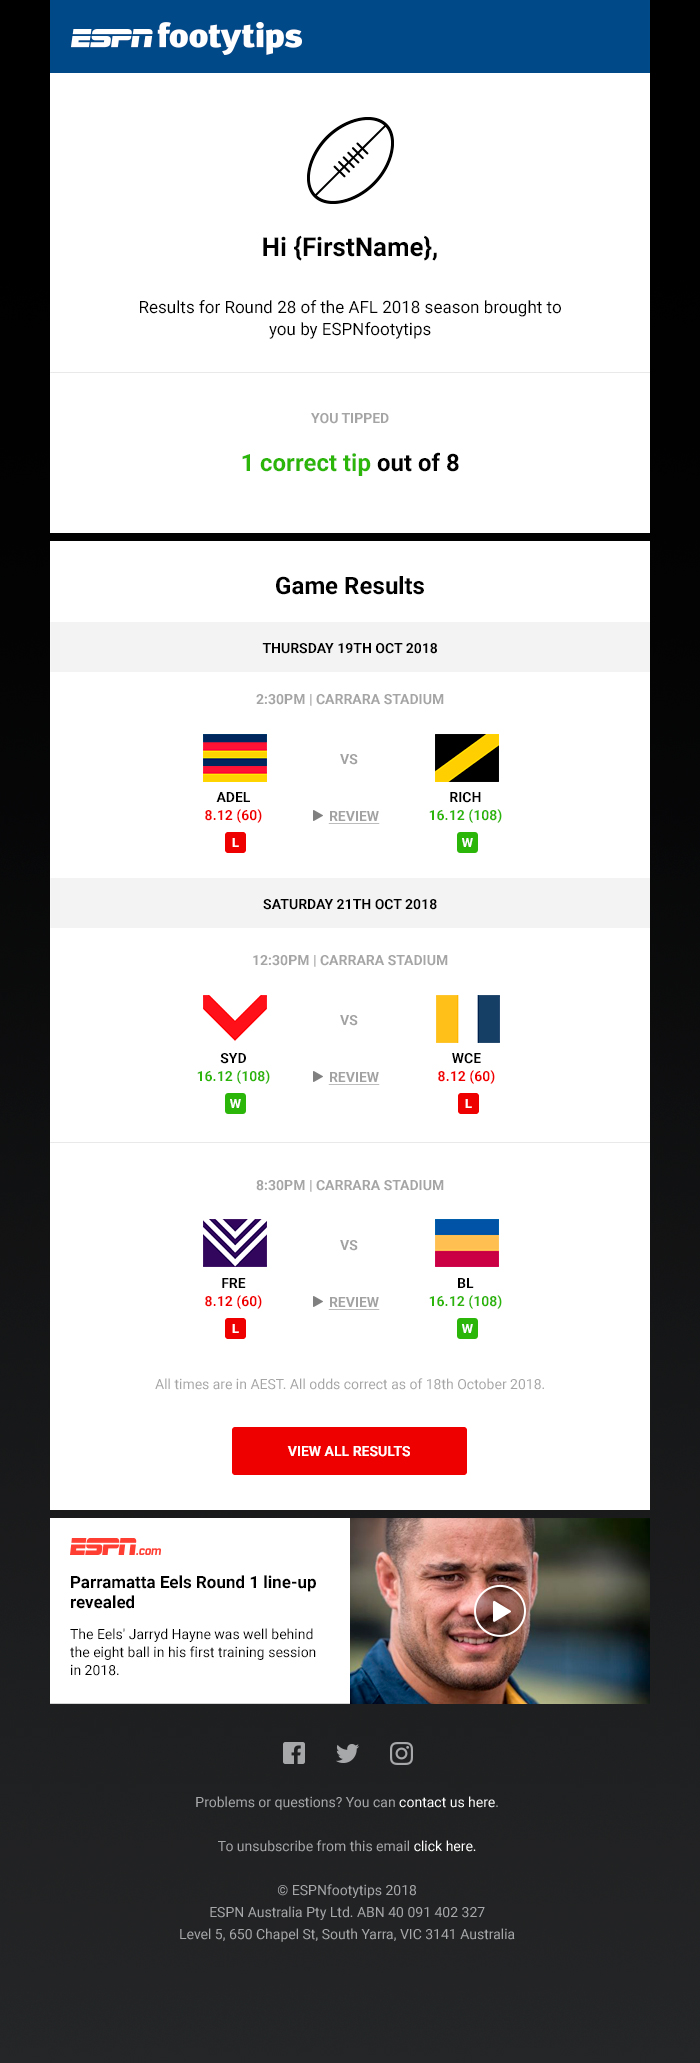 ESPN footytips
Hi {FirstName},
Results for Round 28 of the AFL 2018 season brought to
you by ESPNfootytips
YOU TIPPED
1 correct tip out of 8
Game Results
THURSDAY 19TH OCT 2018
2:30PM | CARRARA STADIUM
VS
ADEL RICH
8.12 (60) REVIEW 16.12 (108)
L W
SATURDAY 21TH OCT 2018
12:30PM | CARRARA STADIUM
VS
SYD WCE
16.12 (108) REVIEW 8.12 (60)
W L
8:30PM | CARRARA STADIUM
VS
FRE BL
8.12 (60) REVIEW 16.12 (108)
L W
All times are in AEST. All odds correct as of 18th October 2018.
VIEW ALL RESULTS
ESPN.com
Parramatta Eels Round 1 line-up
revealed
The Eels' Jarryd Hayne was well behind
the eight ball in his first training session
in 2018.
Problems or questions? You can contact us here.
To unsubscribe from this email click here.
© ESPNfootytips 2018
ESPN Australia Pty Ltd. ABN 40 091 402 327
Level 5, 650 Chapel St, South Yarra, VIC 3141 Australia